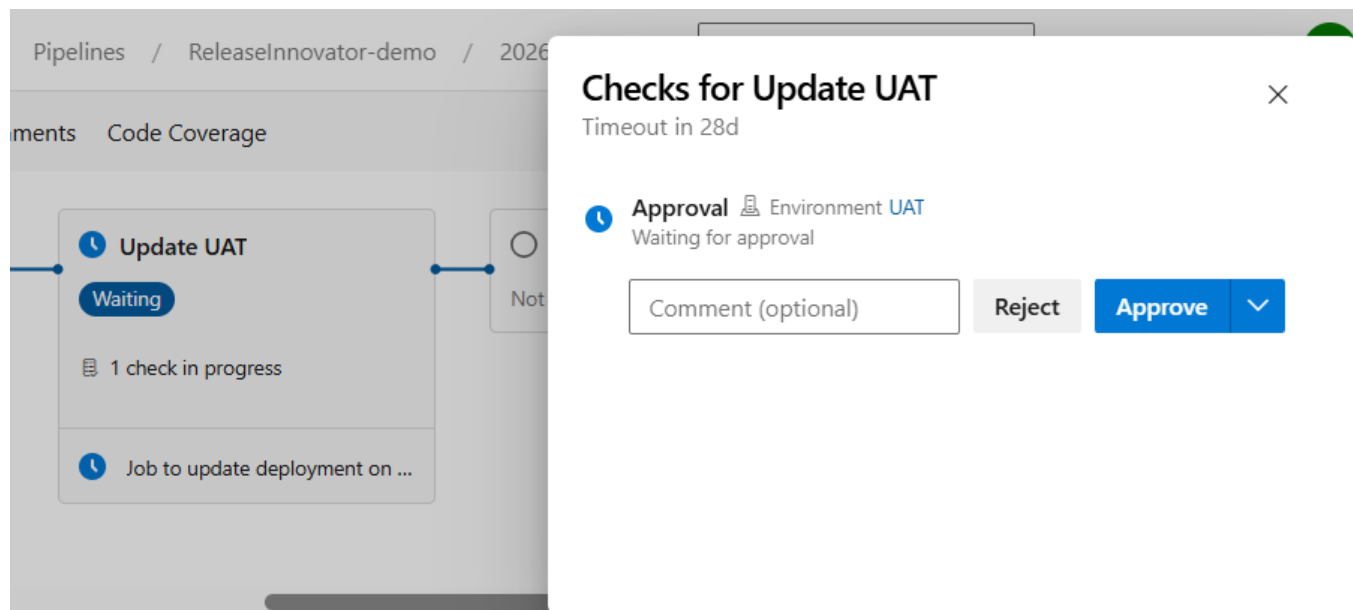 Pipelines / ReleaseInnovator-demo / 2026
ments Code Coverage
Update UAT
Waiting
1 check in progress
Job to update deployment on ...
Not
Checks for Update UAT
Timeout in 28d
Approval Environment UAT
Waiting for approval
Comment (optional) Reject Approve